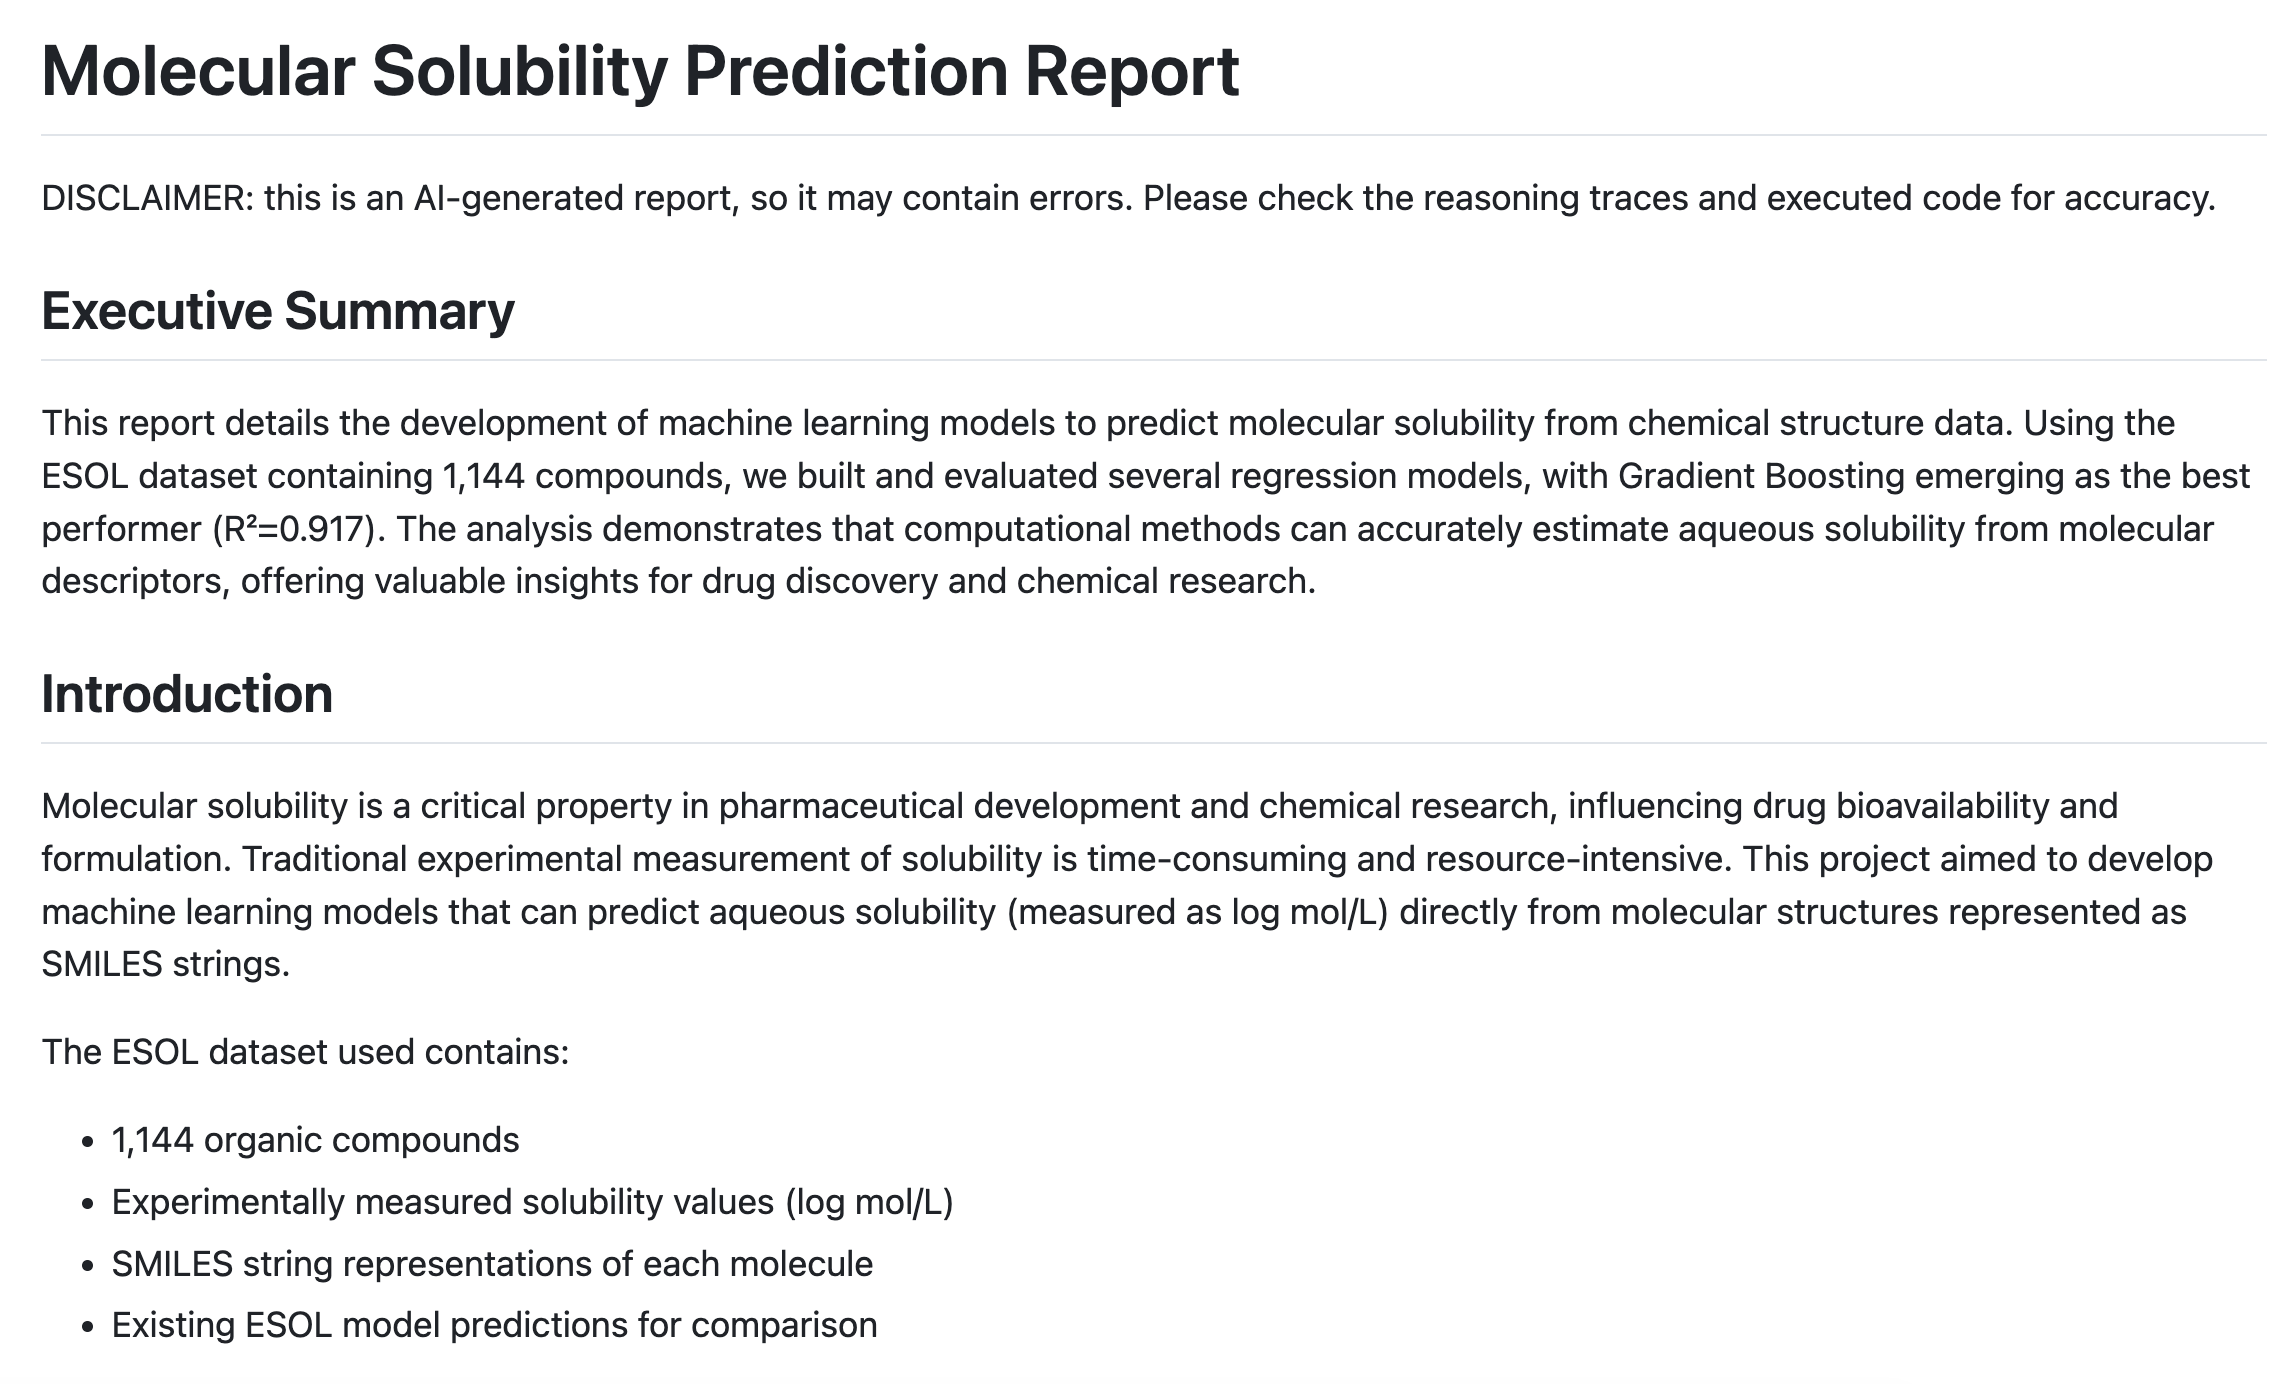 Molecular Solubility Prediction Report
DISCLAIMER: this is an AI-generated report, so it may contain errors. Please check the reasoning traces and executed code for accuracy.
Executive Summary
This report details the development of machine learning models to predict molecular solubility from chemical structure data. Using the
ESOL dataset containing 1,144 compounds, we built and evaluated several regression models, with Gradient Boosting emerging as the best
performer (R²=0.917). The analysis demonstrates that computational methods can accurately estimate aqueous solubility from molecular
descriptors, offering valuable insights for drug discovery and chemical research.
Introduction
Molecular solubility is a critical property in pharmaceutical development and chemical research, influencing drug bioavailability and
formulation. Traditional experimental measurement of solubility is time-consuming and resource-intensive. This project aimed to develop
machine learning models that can predict aqueous solubility (measured as log mol/L) directly from molecular structures represented as
SMILES strings.
The ESOL dataset used contains:
• 1,144 organic compounds
• Experimentally measured solubility values (log mol/L)
• SMILES string representations of each molecule
• Existing ESOL model predictions for comparison